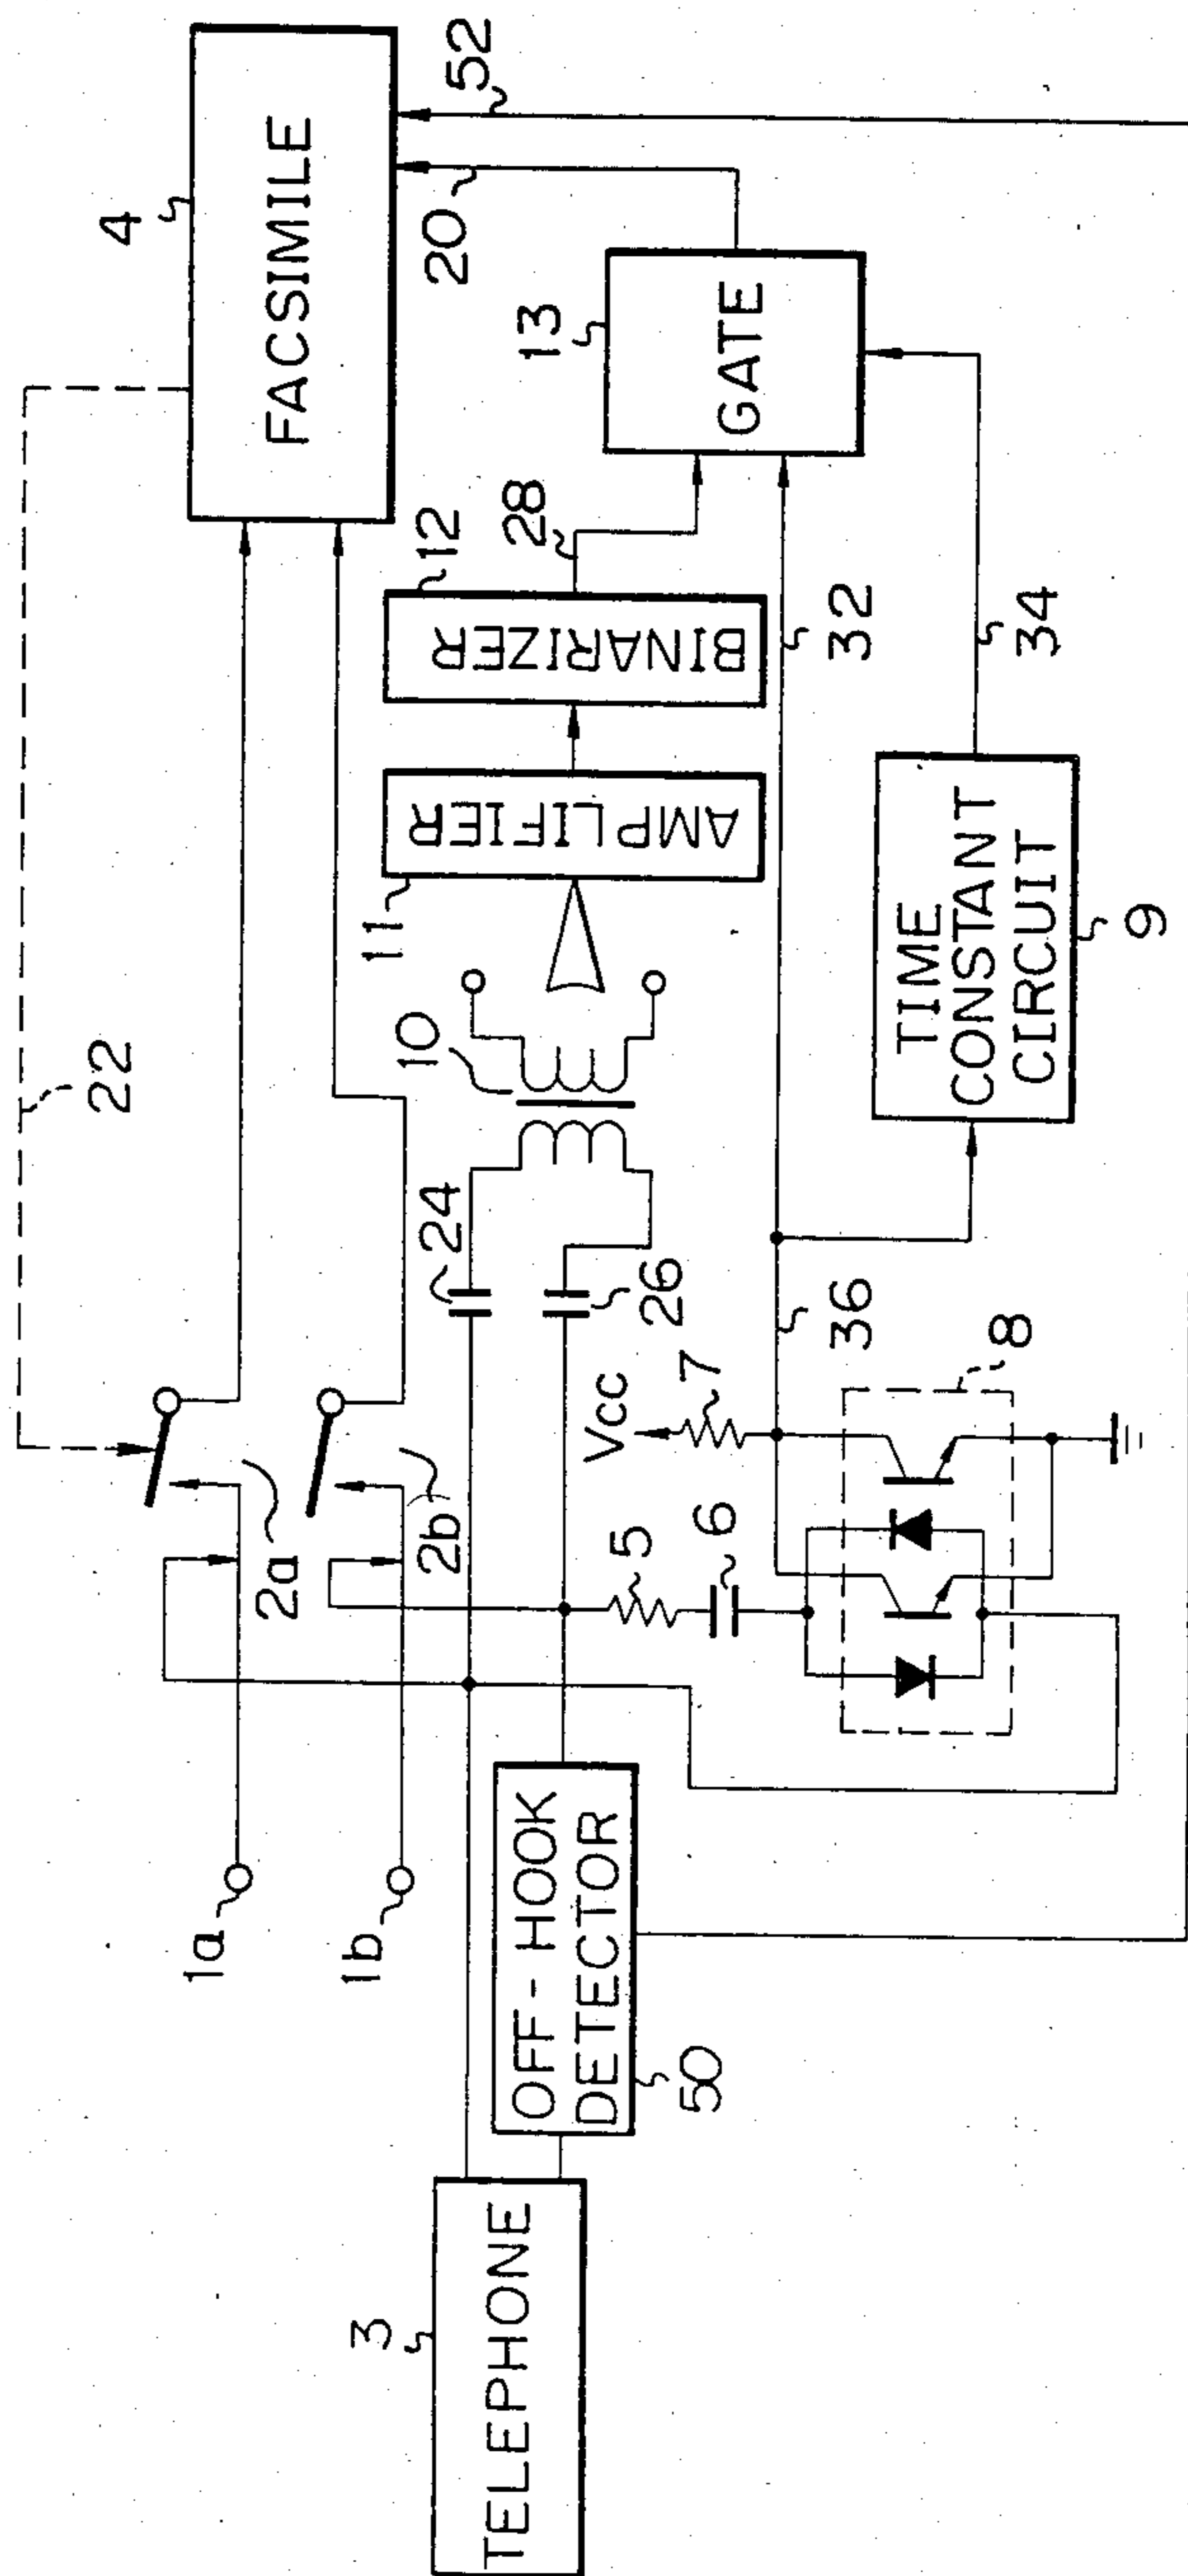 22
4
FACSIMILE
52
20
1a
2a
1b
2b
24
10
11
AMPLIFIER
12
BINARIZER
28
13
GATE
26
3
TELEPHONE
OFF-HOOK
DETECTOR
50
5
6
Vcc
7
36
32
8
TIME
CONSTANT
CIRCUIT
9
34